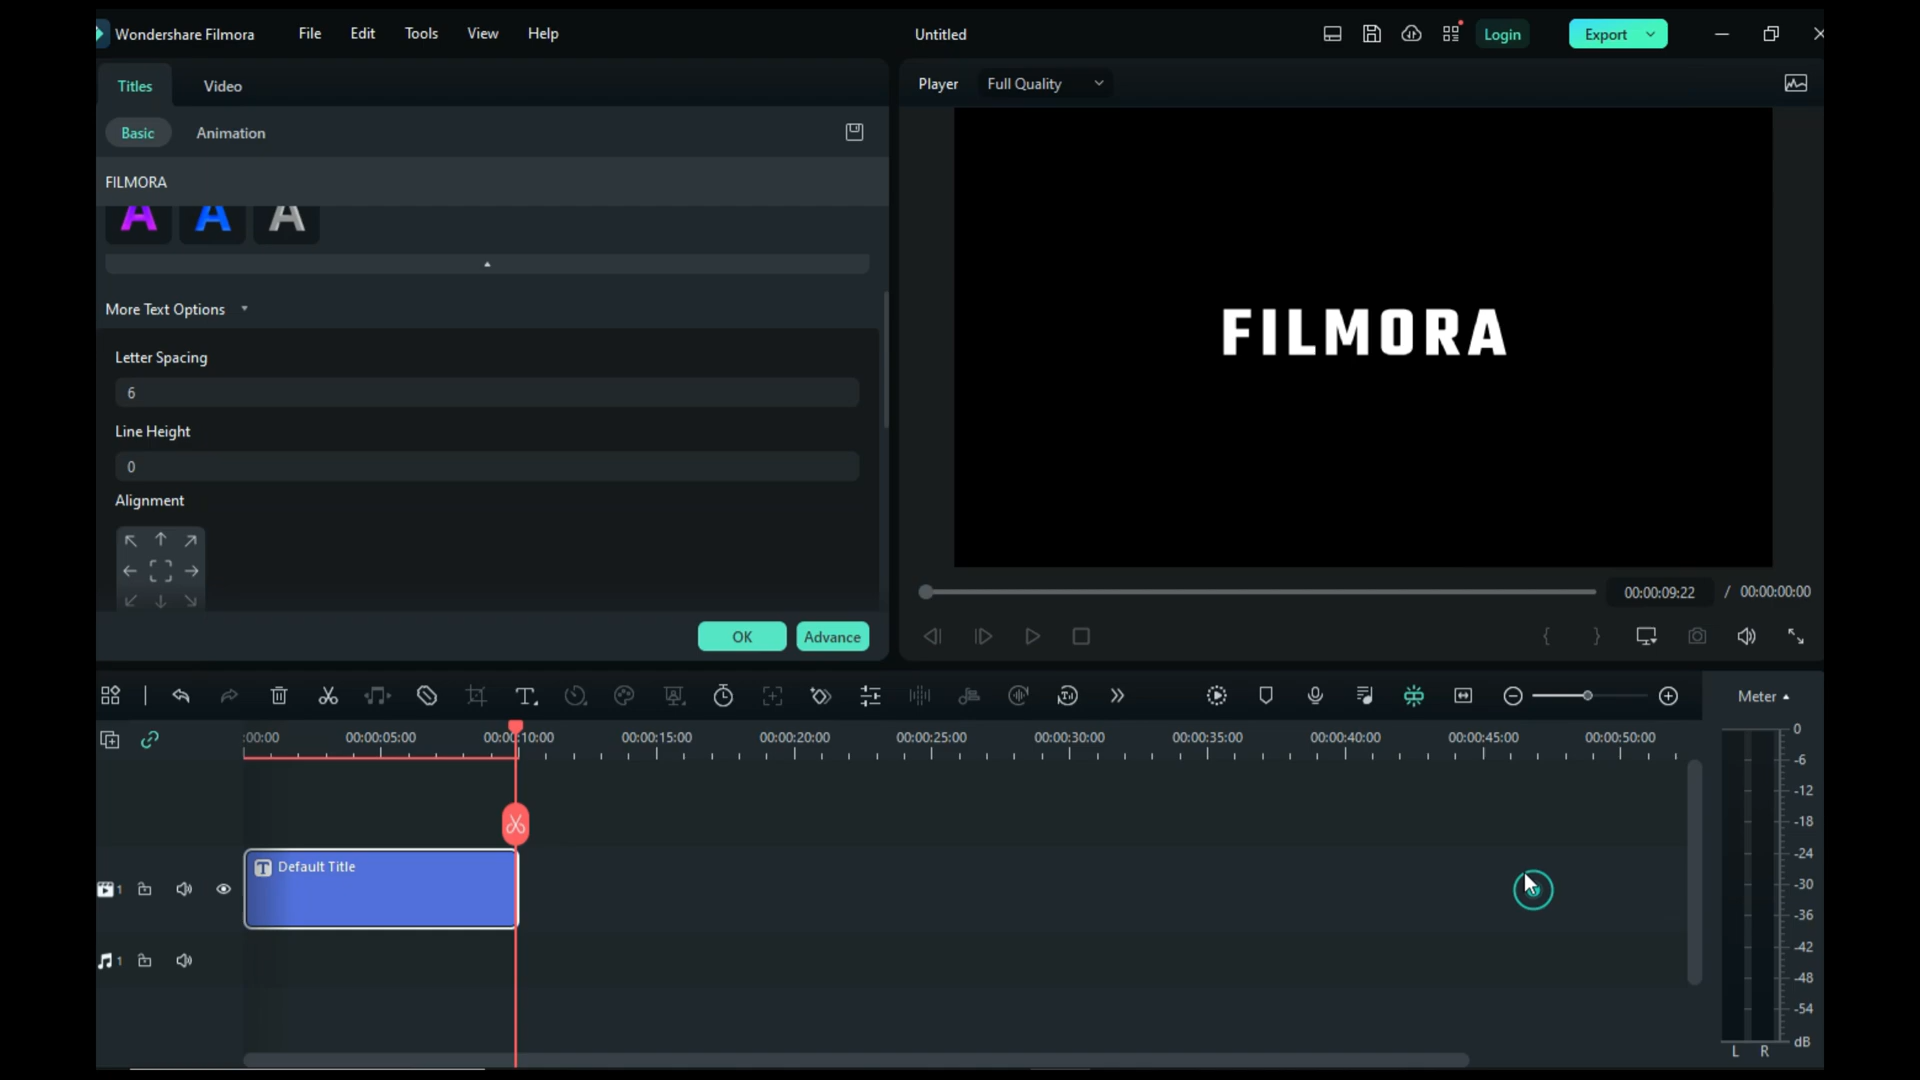 Wondershare Filmora File Edit Tools View Help Untitled Login Export
Titles Video
Player Full Quality
Basic Animation
FILMORA
A A A
More Text Options
Letter Spacing
6
Line Height
0
Alignment
OK Advance
FILMORA
00:00:09:22 / 00:00:00:00
Meter
:00:00 00:00:05:00 00:00:10:00 00:00:15:00 00:00:20:00 00:00:25:00 00:00:30:00 00:00:35:00 00:00:40:00 00:00:45:00 00:00:50:00
T Default Title
1
1
0
-6
-12
-18
-24
-30
-36
-42
-48
-54
dB
L R